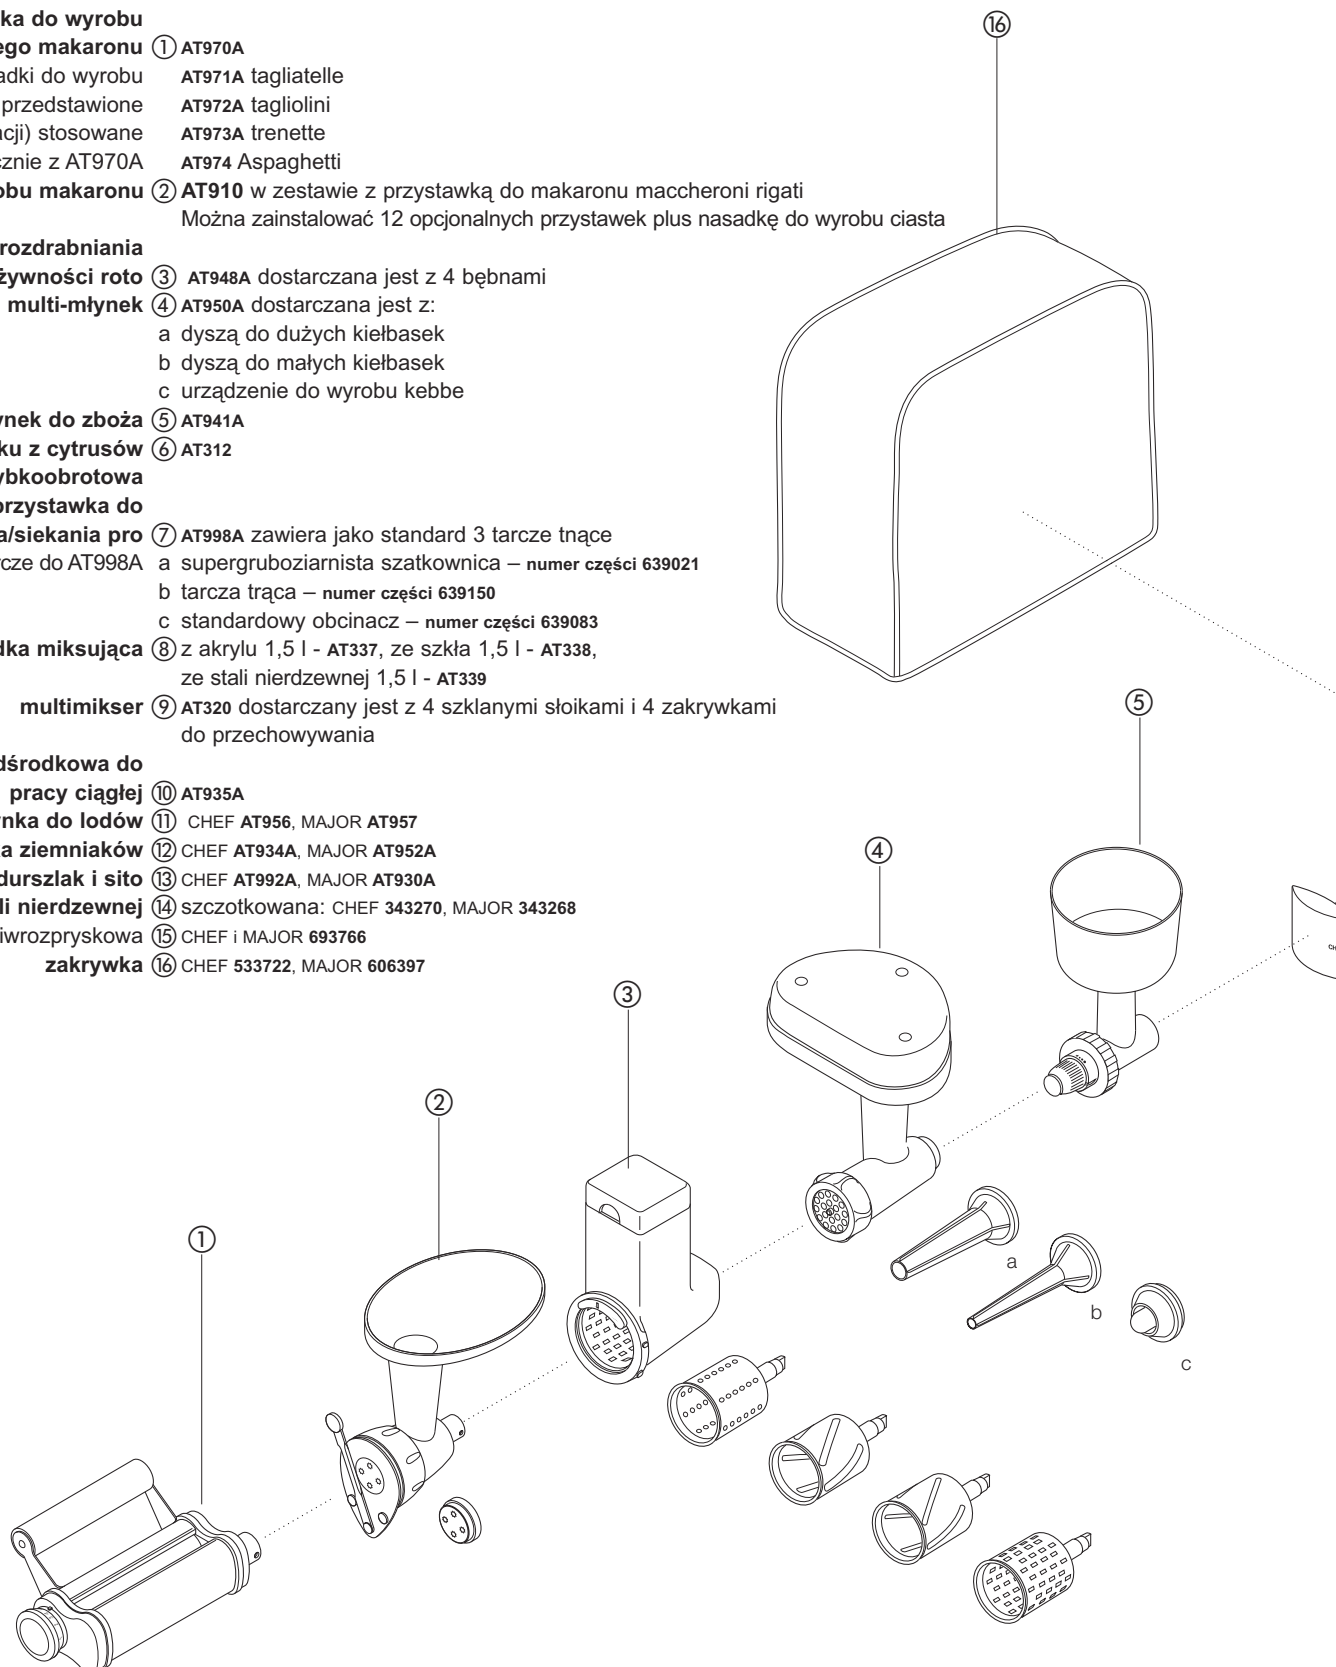 ka do wyrobu
ego makaronu ① AT970A
adki do wyrobu AT971A tagliatelle
przedstawione AT972A tagliolini
acji) stosowane AT973A trenette
cznie z AT970A AT974 Aspaghetti
obu makaronu ② AT910 w zestawie z przystawką do makaronu maccheroni rigati
Można zainstalować 12 opcjonalnych przystawek plus nasadkę do wyrobu ciasta
rozdrabniania
żywności roto ③ AT948A dostarczana jest z 4 bębnami
multi-młynek ④ AT950A dostarczana jest z:
a dyszą do dużych kiełbasek
b dyszą do małych kiełbasek
c urządzenie do wyrobu kebbe
ynek do zboża ⑤ AT941A
ku z cytrusów ⑥ AT312
ybkoobrotowa
orzystawka do
a/siekania pro ⑦ AT998A zawiera jako standard 3 tarcze tnące
rcze do AT998A a supergruboziarnista szatkownica – numer części 639021
b tarcza trąca – numer części 639150
c standardowy obcinacz – numer części 639083
dka miksująca ⑧ z akrylu 1,5 l - AT337, ze szkła 1,5 l - AT338,
ze stali nierdzewnej 1,5 l - AT339
multimikser ⑨ AT320 dostarczany jest z 4 szklanymi słoikami i 4 zakrywkami
do przechowywania
dśrodkowa do
pracy ciągłej ⑩ AT935A
ynka do lodów ⑪ CHEF AT956, MAJOR AT957
ka ziemniaków ⑫ CHEF AT934A, MAJOR AT952A
durszlak i sito ⑬ CHEF AT992A, MAJOR AT930A
li nierdzewnej ⑭ szczotkowana: CHEF 343270, MAJOR 343268
iwrozpryskowa ⑮ CHEF i MAJOR 693766
zakrywka ⑯ CHEF 533722, MAJOR 606397
⑯
⑤
④
③
②
①
a
b
c
CH